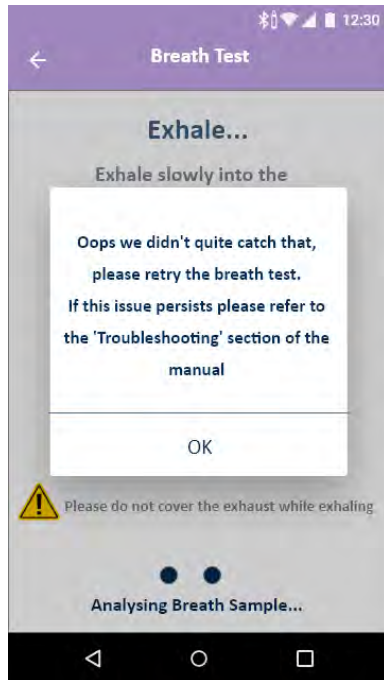 12:30
Breath Test
Exhale...
Exhale slowly into the
Oops we didn't quite catch that,
please retry the breath test.
If this issue persists please refer to
the 'Troubleshooting' section of the
manual
OK
Please do not cover the exhaust while exhaling
Analysing Breath Sample...